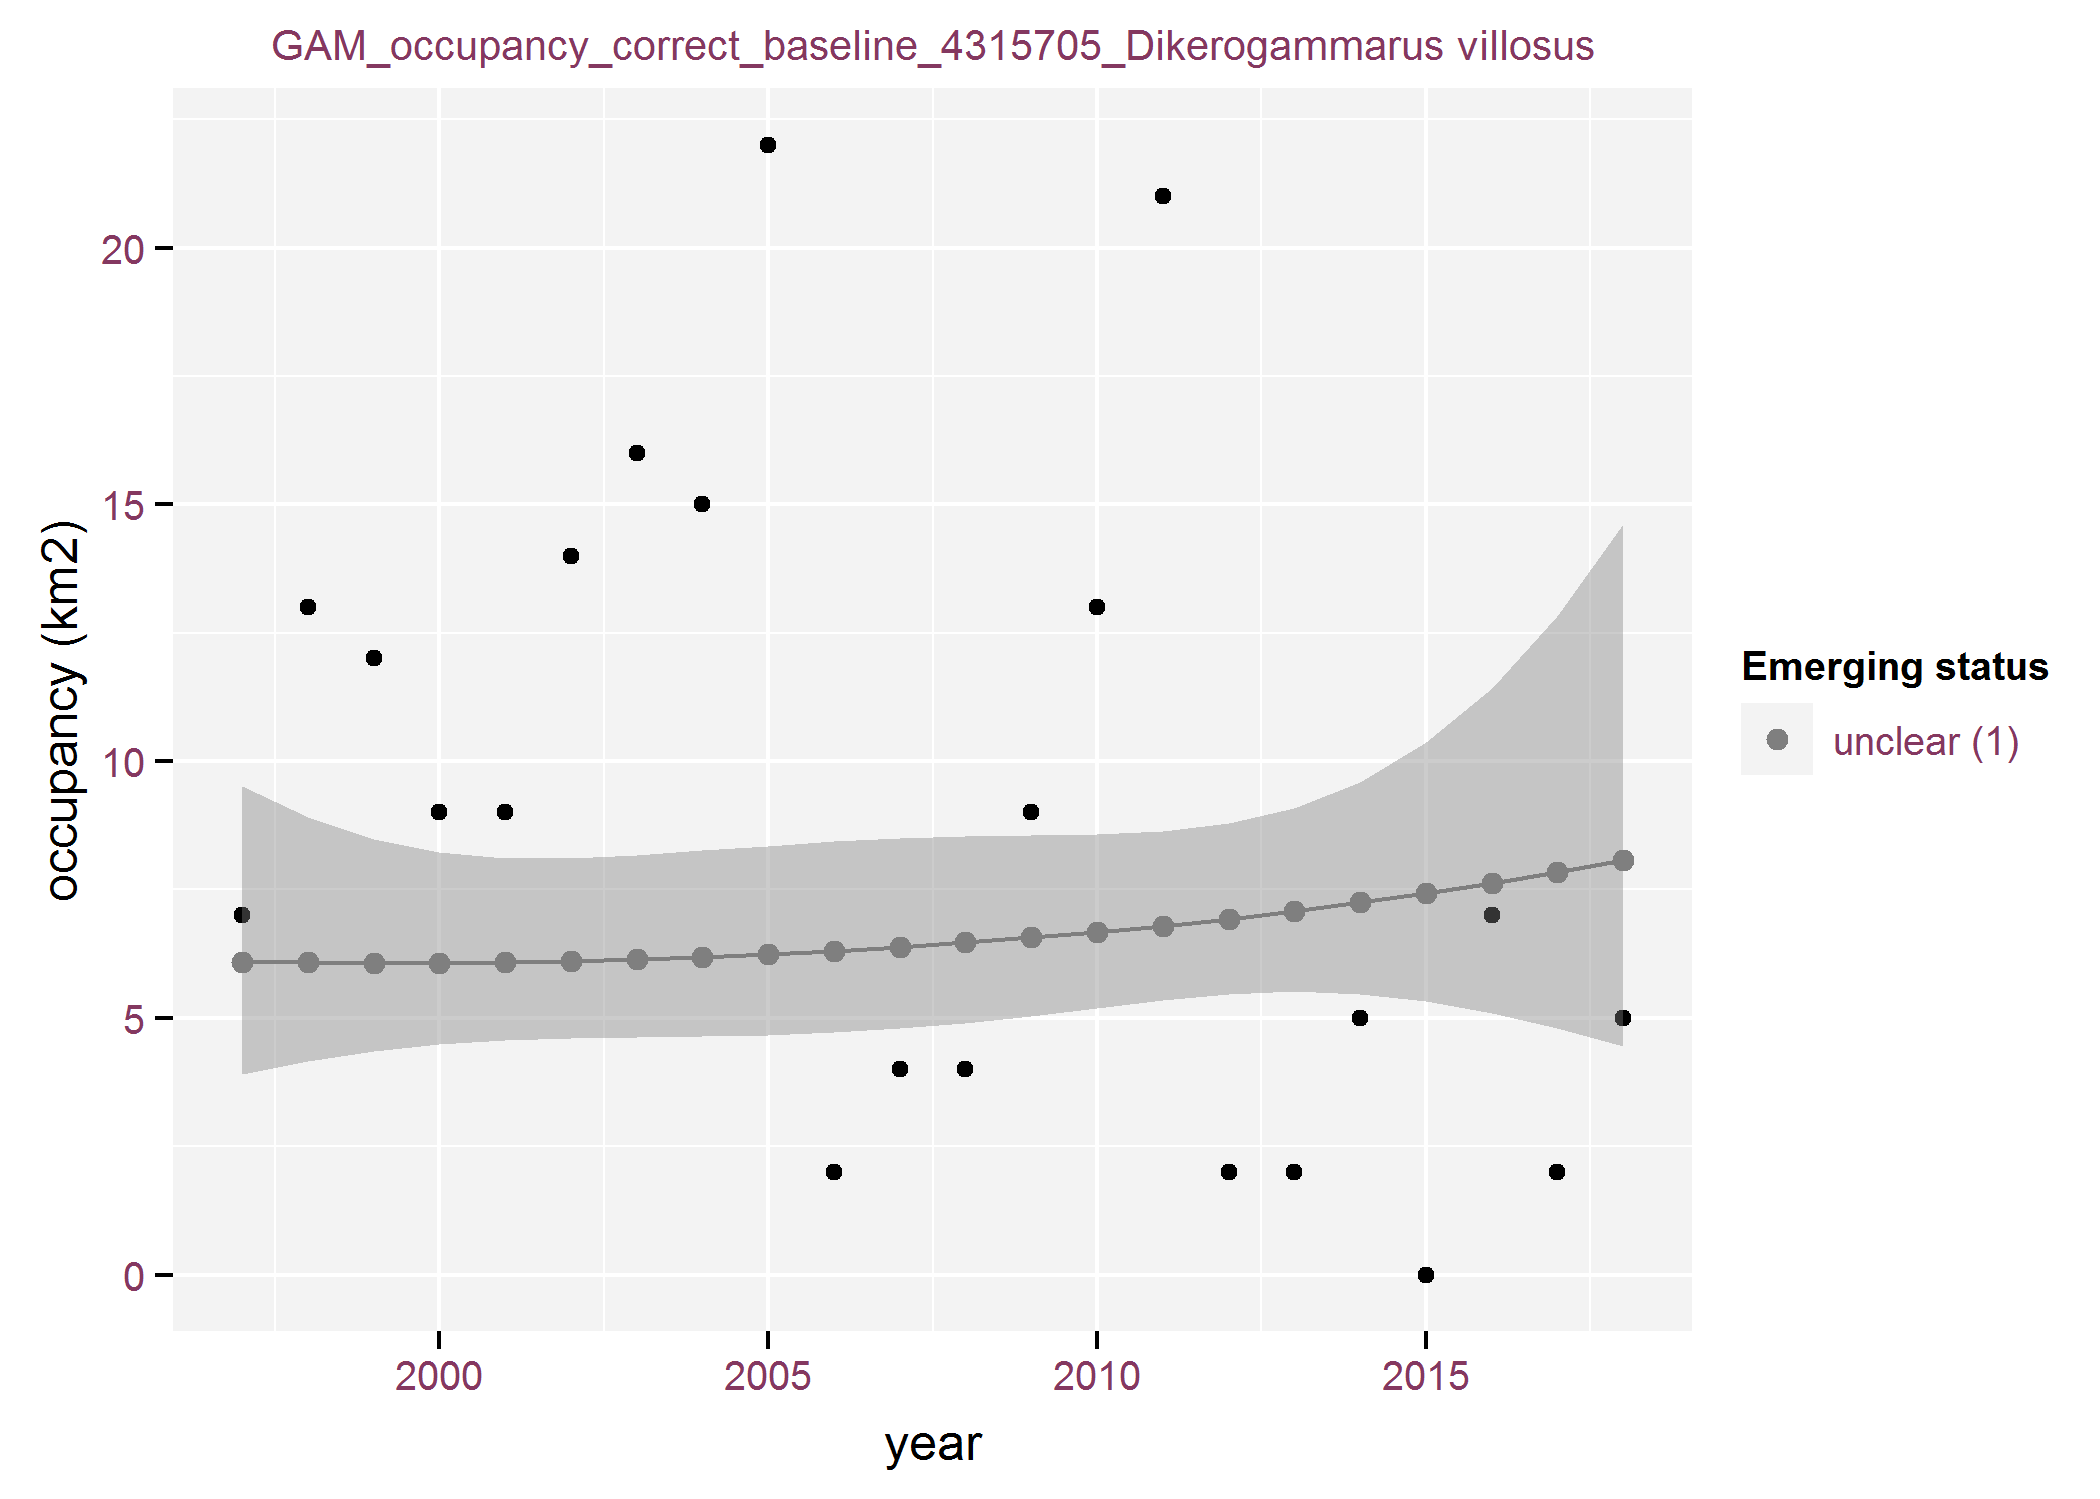 GAM_occupancy_correct_baseline_4315705_Dikerogammarus villosus
occupancy (km2)
20
15
10
5
0
2000 2005 2010 2015
year
Emerging status
unclear (1)